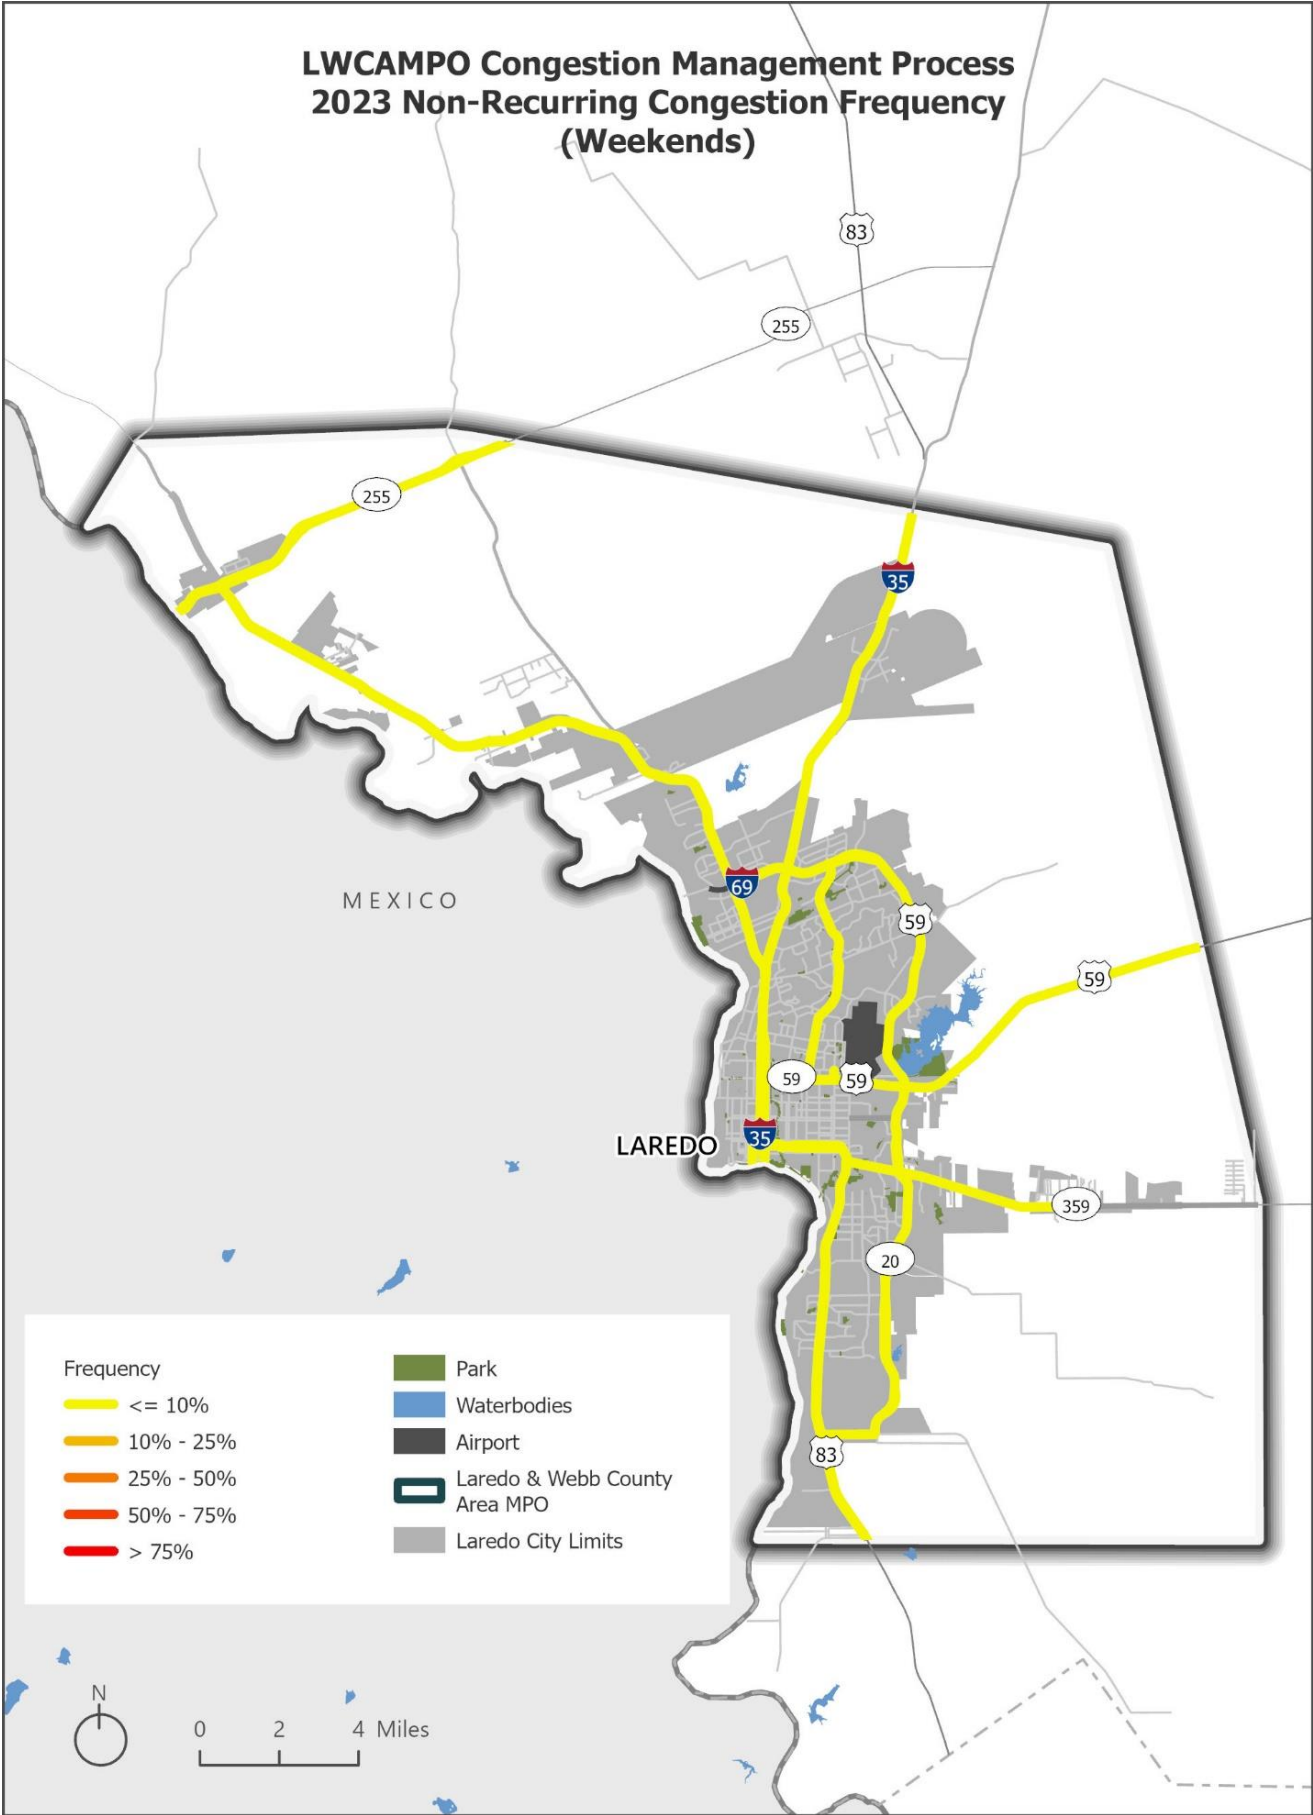 LWCAMPO Congestion Management Process
2023 Non-Recurring Congestion Frequency
(Weekends)
83
255
255
35
69
59
MEXICO
59
59
59
35
LAREDO
359
20
83
Frequency
<= 10%
10% - 25%
25% - 50%
50% - 75%
> 75%
Park
Waterbodies
Airport
Laredo & Webb County
Area MPO
Laredo City Limits
N
0 2 4 Miles